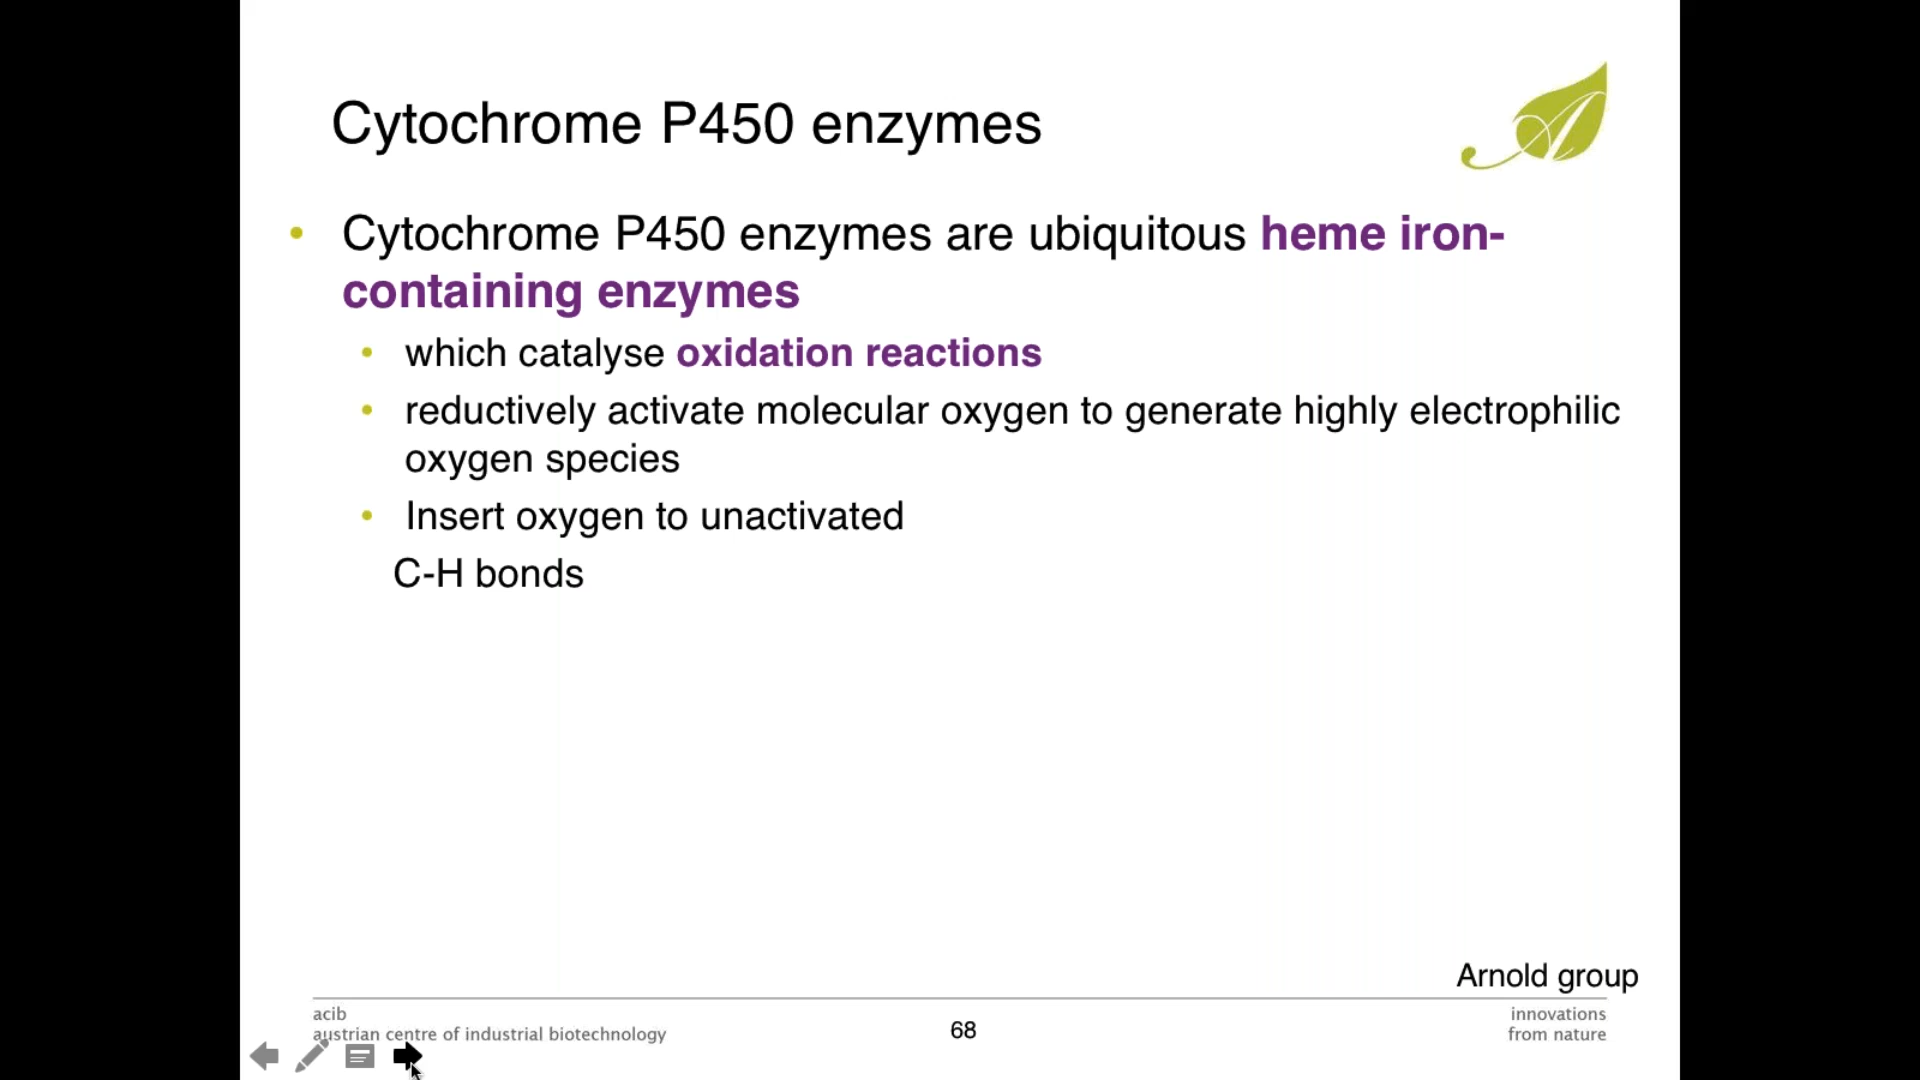 Cytochrome P450 enzymes
• Cytochrome P450 enzymes are ubiquitous heme iron-
containing enzymes
• which catalyse oxidation reactions
• reductively activate molecular oxygen to generate highly electrophilic
oxygen species
• Insert oxygen to unactivated
C-H bonds
Arnold group
acib
austrian centre of industrial biotechnology
68
innovations
from nature